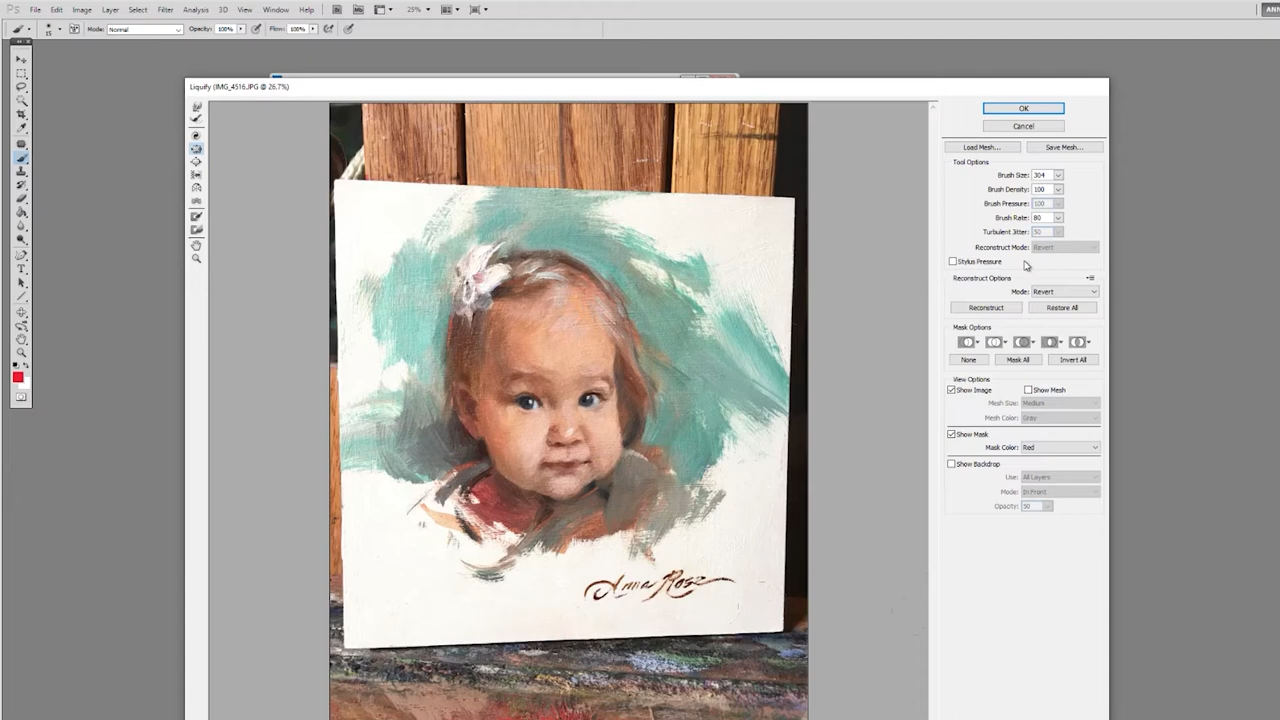 PS File Edit Image Layer Select Filter Analysis 3D View Window Help Br Mb 25%
15 Mode: Normal Opacity: 100% Flow: 100%
Liquify (IMG_4516.JPG @ 26.7%)
OK
Cancel
Load Mesh... Save Mesh...
Tool Options
Brush Size: 304
Brush Density: 100
Brush Pressure: 100
Brush Rate: 80
Turbulent Jitter: 50
Reconstruct Mode: Revert
Stylus Pressure
Reconstruct Options
Mode: Revert
Reconstruct Restore All
Mask Options
None Mask All Invert All
View Options
Show Image Show Mesh
Mesh Size: Medium
Mesh Color: Gray
Show Mask
Mask Color: Red
Show Backdrop
Use: All Layers
Mode: In Front
Opacity: 50
Anna Rose